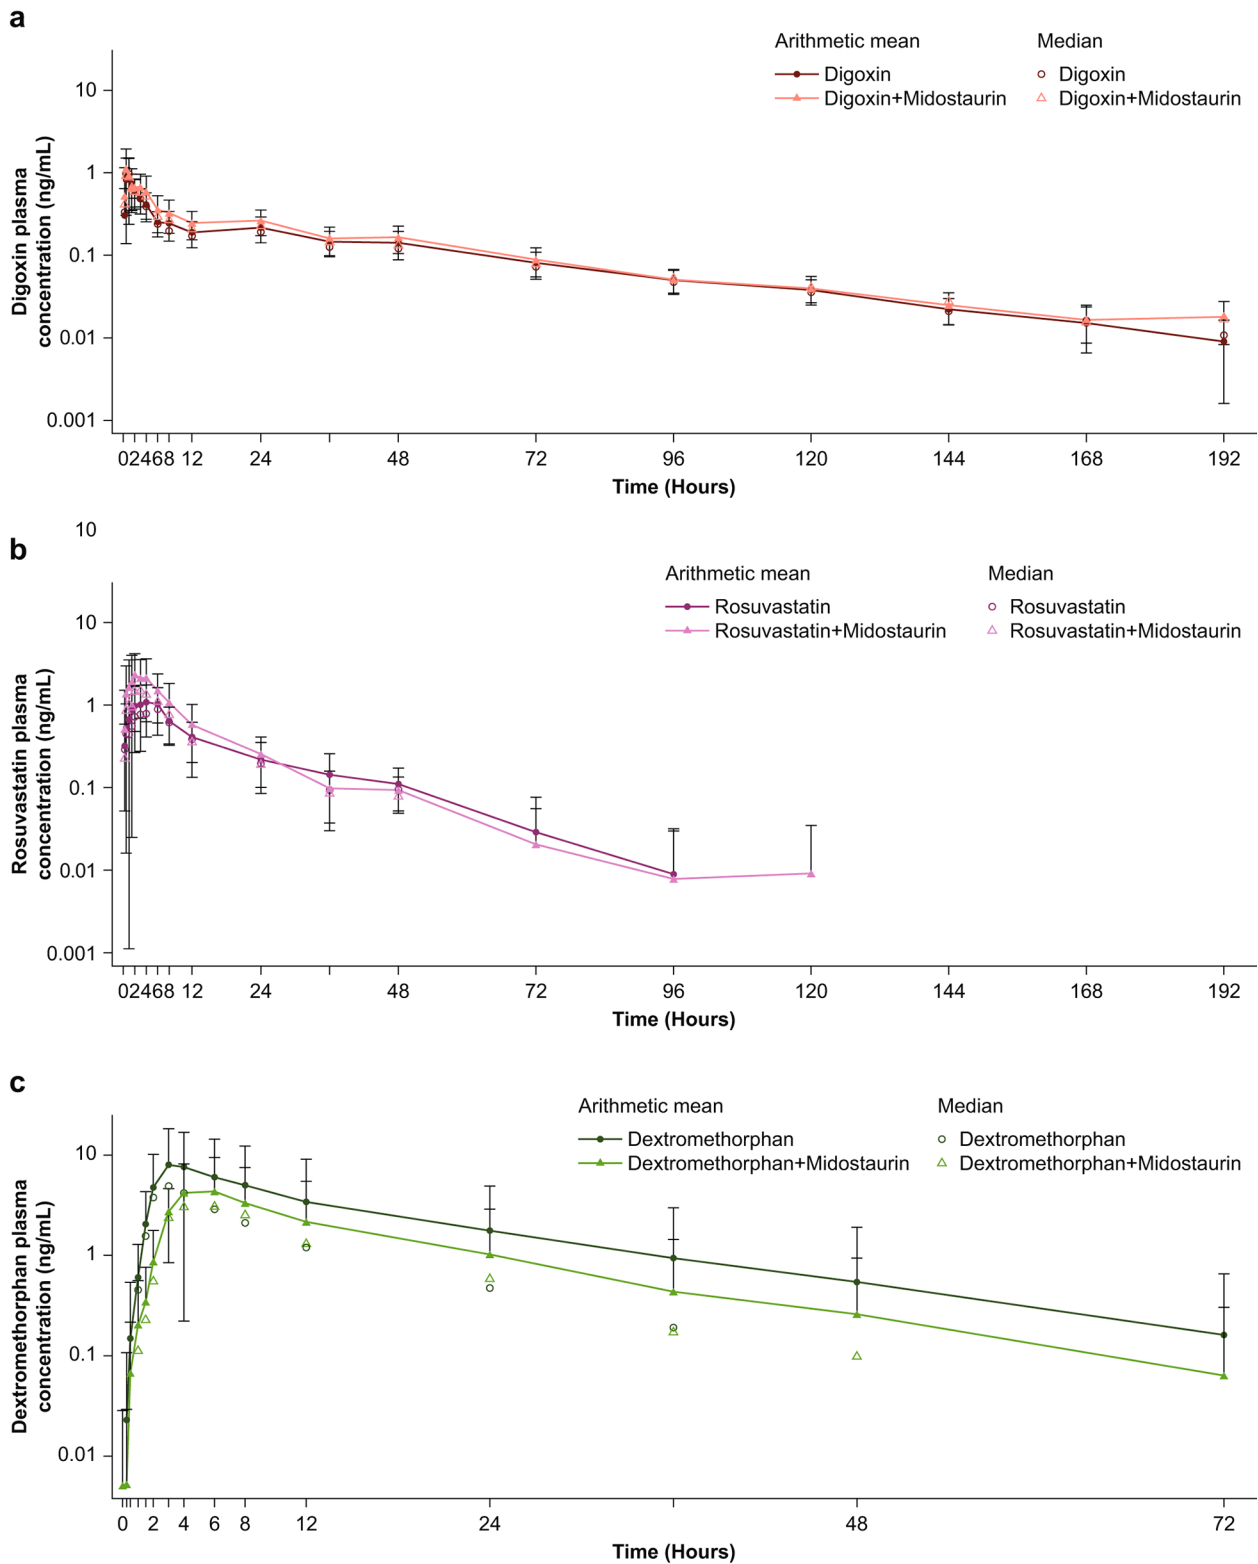 a
Arithmetic mean Median
Digoxin Digoxin
Digoxin+Midostaurin Digoxin+Midostaurin
Digoxin plasma
concentration (ng/mL)
10
1
0.1
0.01
0.001
0 2 4 6 8 12 24 48 72 96 120 144 168 192
Time (Hours)
10
b
Arithmetic mean Median
Rosuvastatin Rosuvastatin
Rosuvastatin+Midostaurin Rosuvastatin+Midostaurin
Rosuvastatin plasma
concentration (ng/mL)
10
1
0.1
0.01
0.001
0 2 4 6 8 12 24 48 72 96 120 144 168 192
Time (Hours)
c
Arithmetic mean Median
Dextromethorphan Dextromethorphan
Dextromethorphan+Midostaurin Dextromethorphan+Midostaurin
Dextromethorphan plasma
concentration (ng/mL)
10
1
0.1
0.01
0 2 4 6 8 12 24 48 72
Time (Hours)